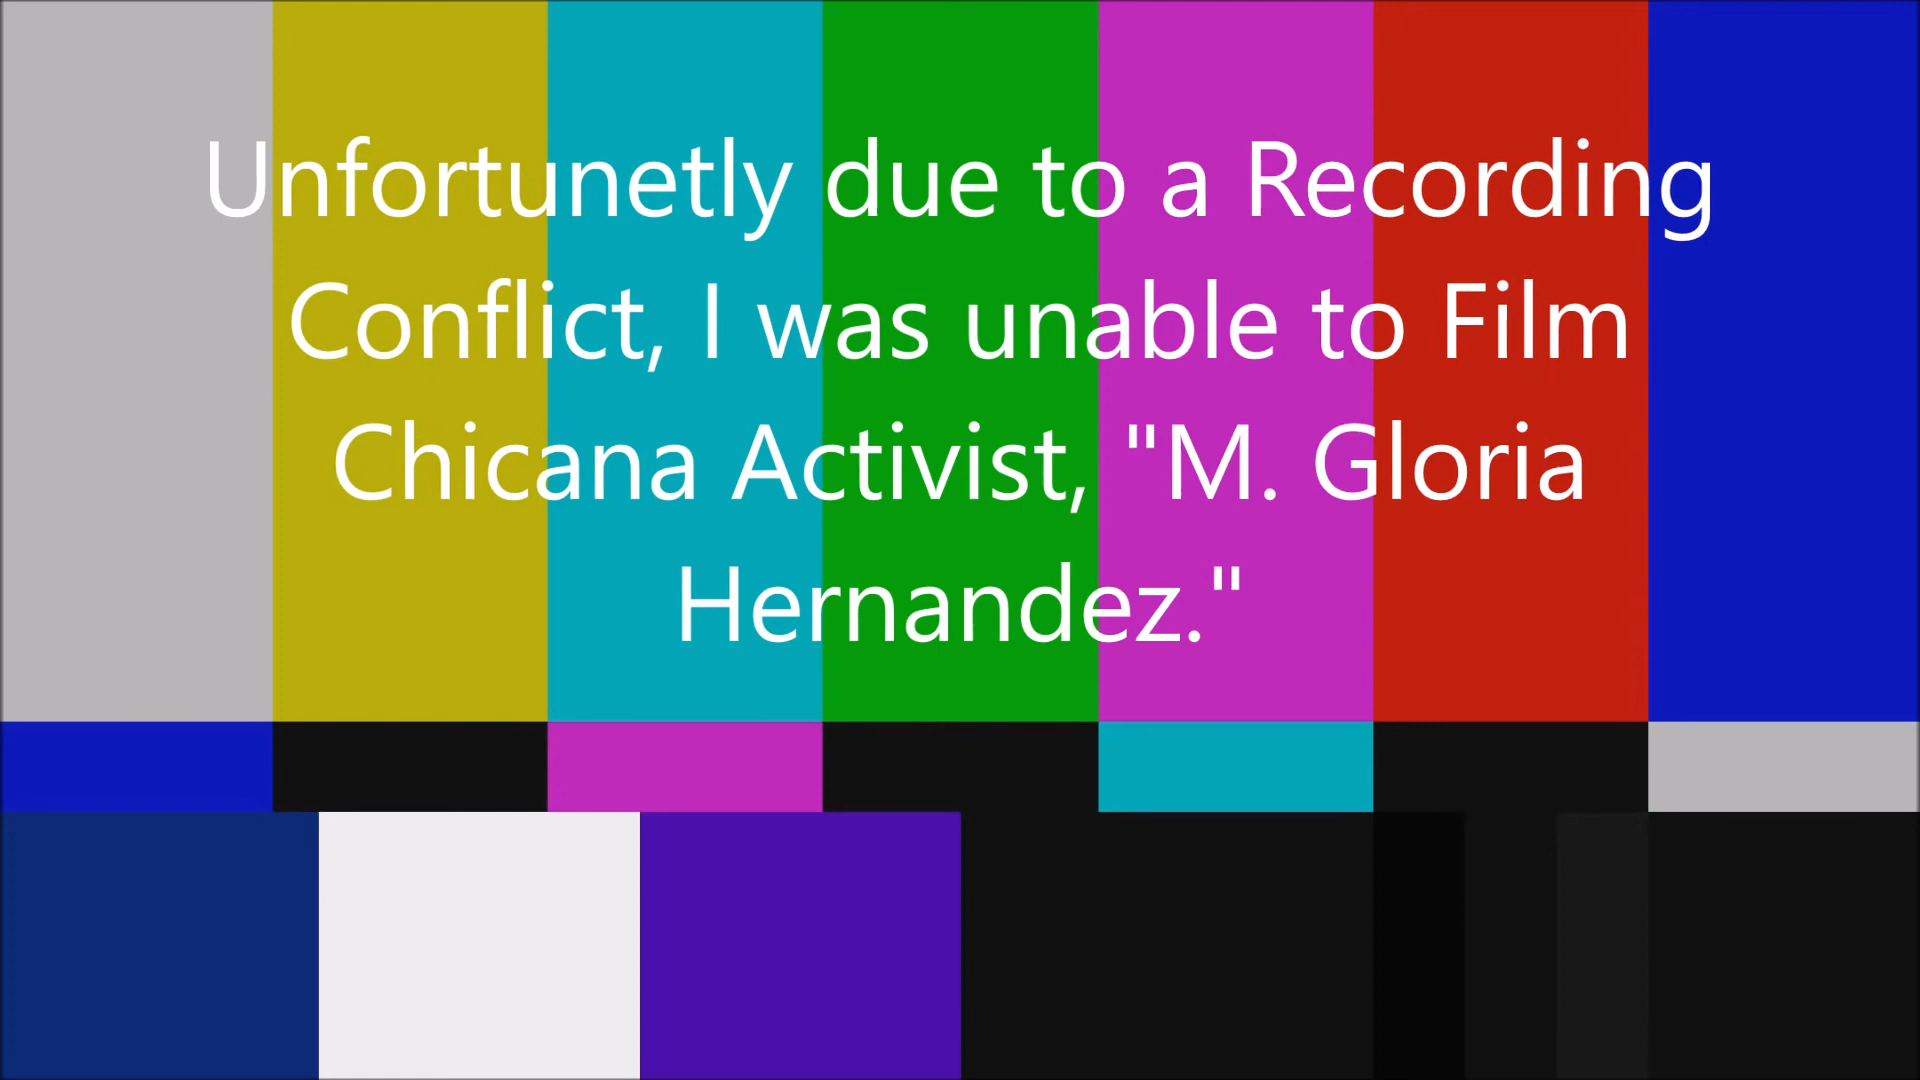 Unfortunetly due to a Recording
Conflict, I was unable to Film
Chicana Activist, "M. Gloria
Hernandez."